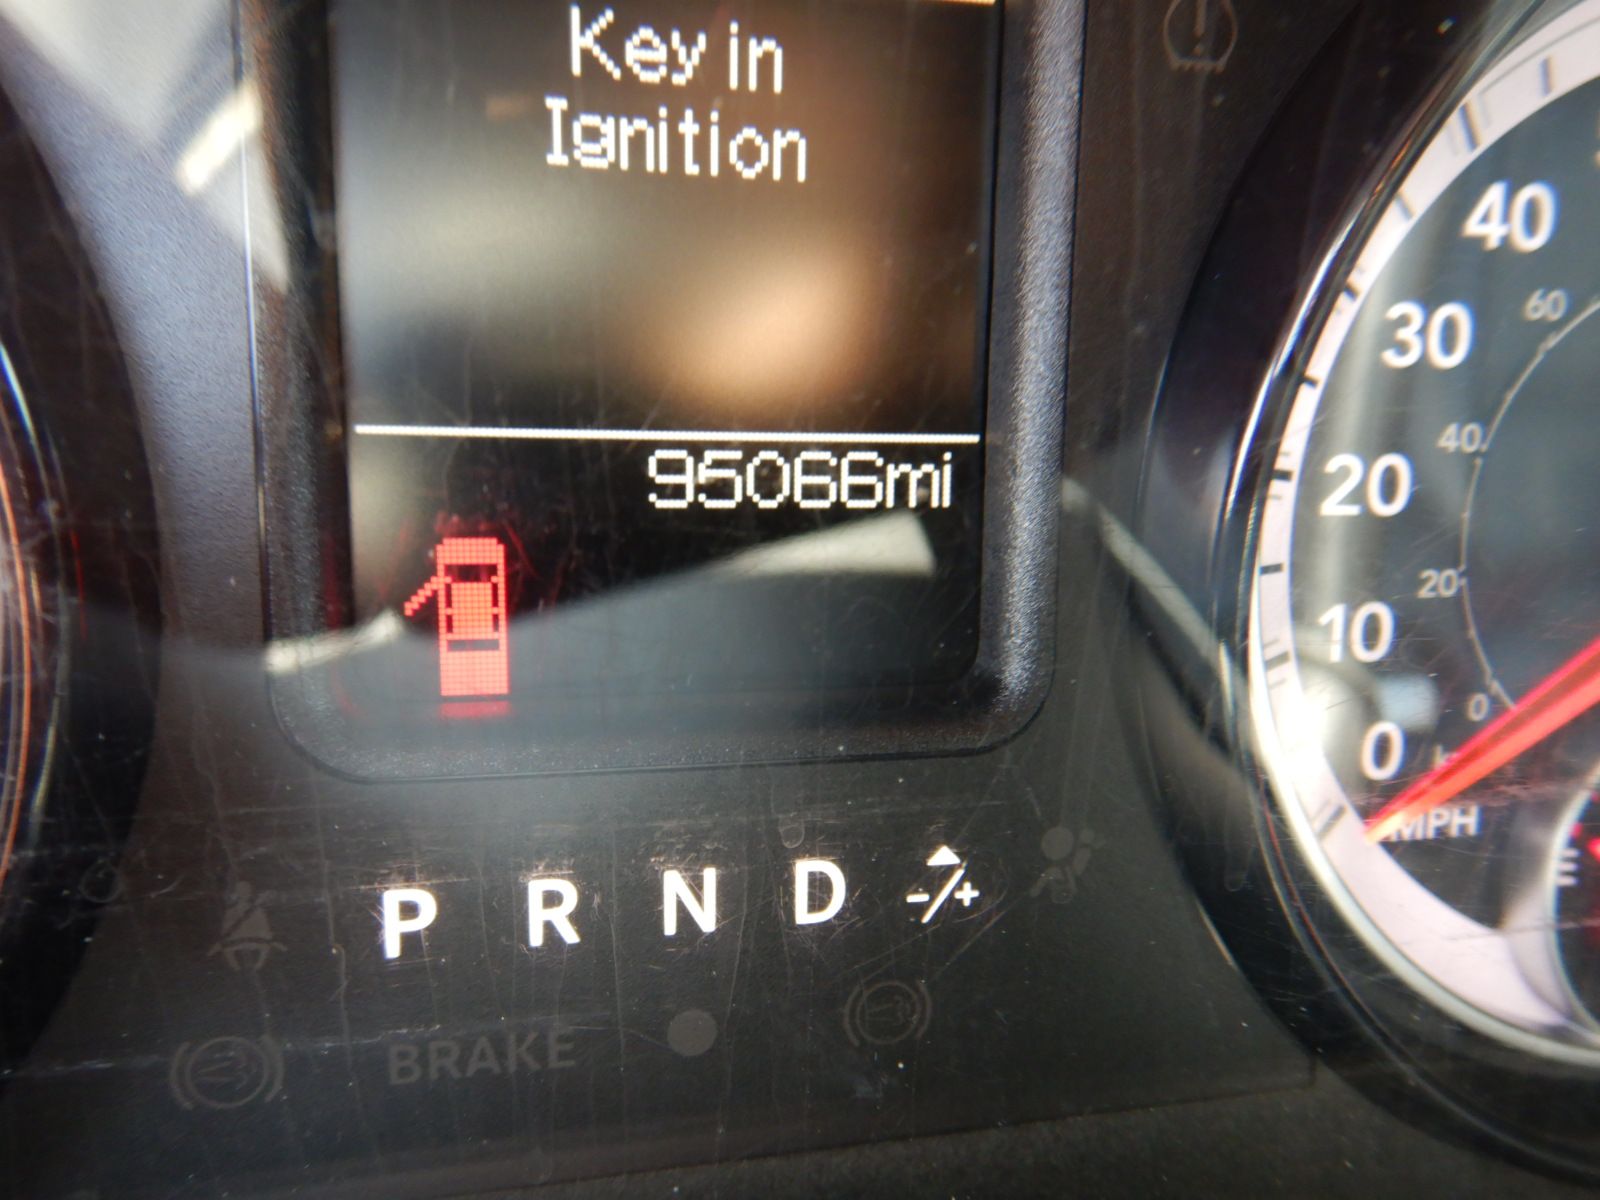 Key in
Ignition
95066mi
40
60
30
40
20
20
10
0
0
MPH
E
P R N D -/+
BRAKE